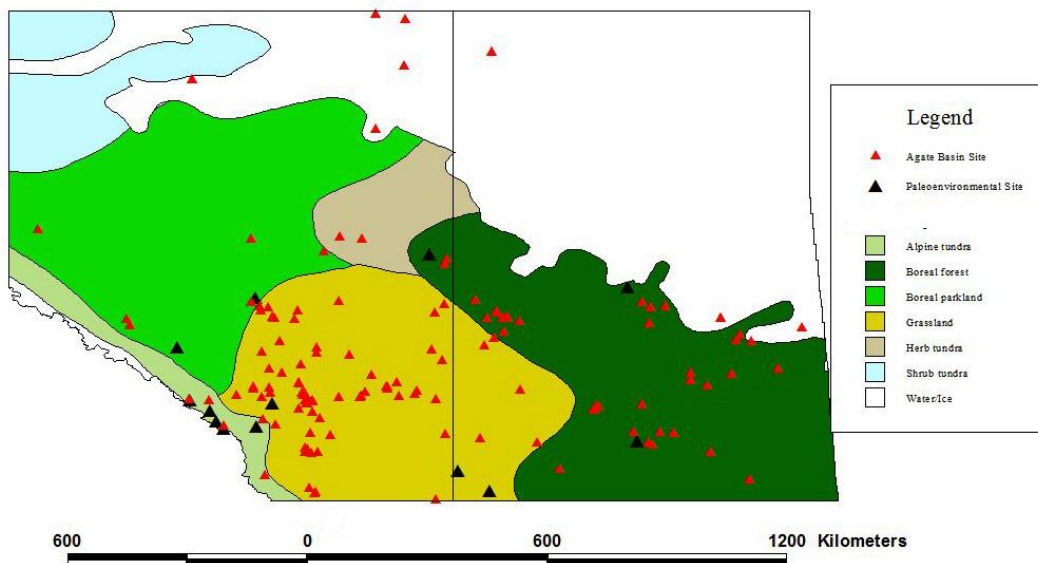 Legend
Agate Basin Site
Paleoenvironmental Site
-
Alpine tundra
Boreal forest
Boreal parkland
Grassland
Herb tundra
Shrub tundra
Water/Ice
600 0 600 1200 Kilometers